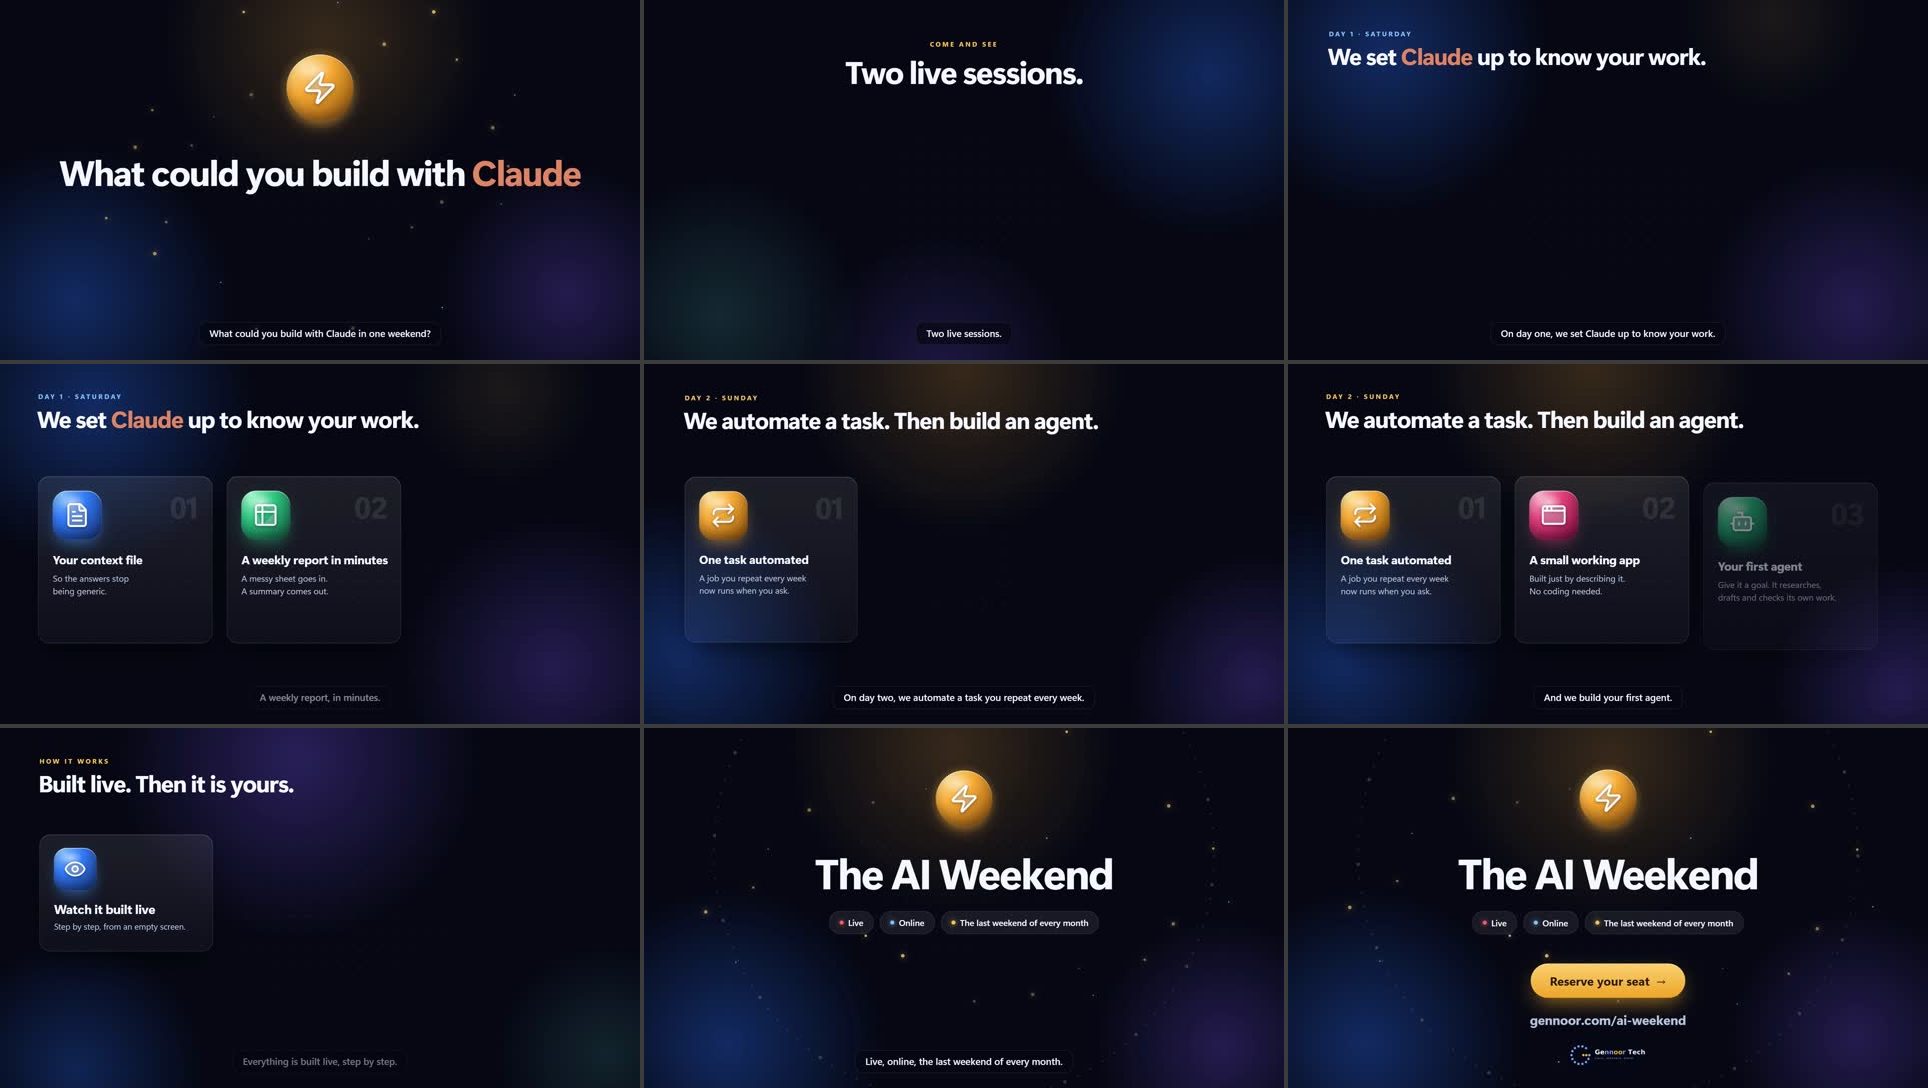 What could you build with Claude
What could you build with Claude in one weekend?
COME AND SEE
Two live sessions.
Two live sessions.
DAY 1 · SATURDAY
We set Claude up to know your work.
On day one, we set Claude up to know your work.
DAY 1 · SATURDAY
We set Claude up to know your work.
01
Your context file
So the answers stop
being generic.
02
A weekly report in minutes
A messy sheet goes in.
A summary comes out.
A weekly report, in minutes.
DAY 2 · SUNDAY
We automate a task. Then build an agent.
01
One task automated
A job you repeat every week
now runs when you ask.
On day two, we automate a task you repeat every week.
DAY 2 · SUNDAY
We automate a task. Then build an agent.
01
One task automated
A job you repeat every week
now runs when you ask.
02
A small working app
Built just by describing it.
No coding needed.
03
Your first agent
Give it a goal. It researches,
drafts and checks its own work.
And we build your first agent.
HOW IT WORKS
Built live. Then it is yours.
Watch it built live
Step by step, from an empty screen.
Everything is built live, step by step.
The AI Weekend
Live
Online
The last weekend of every month
Live, online, the last weekend of every month.
The AI Weekend
Live
Online
The last weekend of every month
Reserve your seat →
gennoor.com/ai-weekend
Gennoor Tech